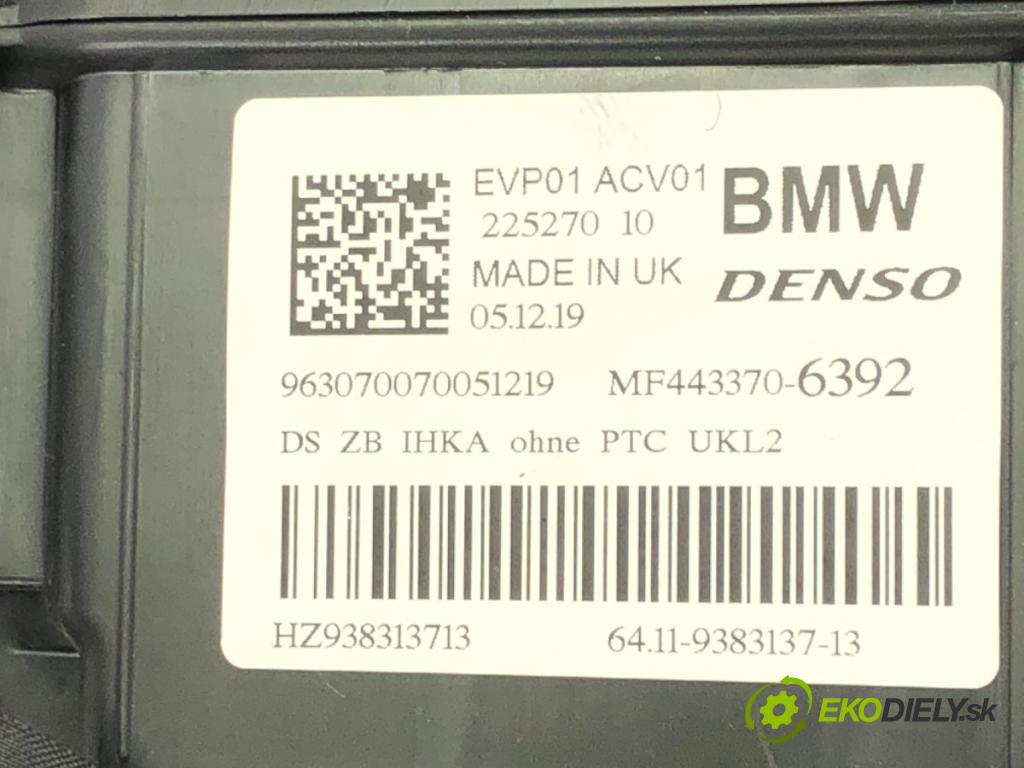 EVP01 ACV01
BMW
225270 10
MADE IN UK
DENSO
05.12.19
963070070051219 MF443370-6392
DS ZB IHKA ohne PTC UKL2
HZ938313713 64.11-9383137-13
EKODIELY.sk